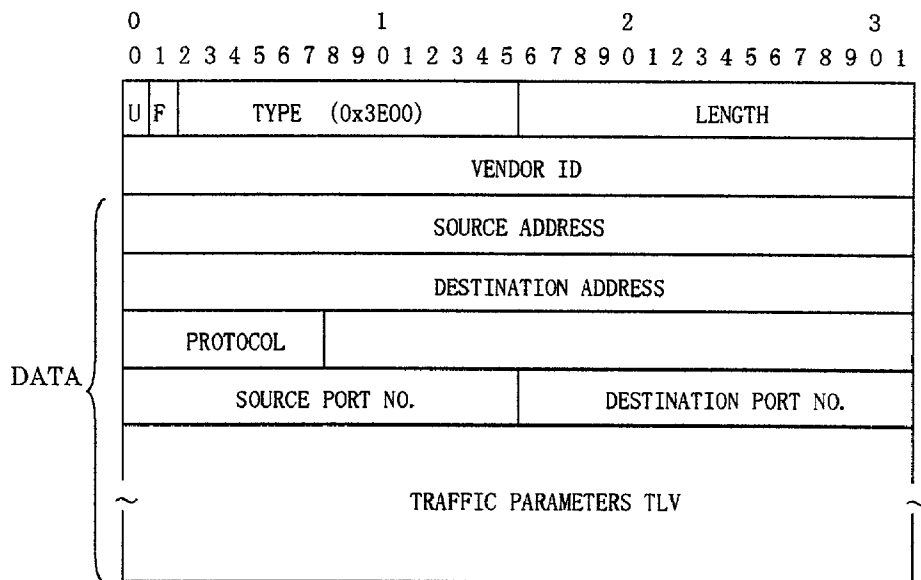 0 1 2 3
0 1 2 3 4 5 6 7 8 9 0 1 2 3 4 5 6 7 8 9 0 1 2 3 4 5 6 7 8 9 0 1
U F TYPE (0x3E00) LENGTH
VENDOR ID
SOURCE ADDRESS
DESTINATION ADDRESS
PROTOCOL
DATA
SOURCE PORT NO. DESTINATION PORT NO.
~ TRAFFIC PARAMETERS TLV ~